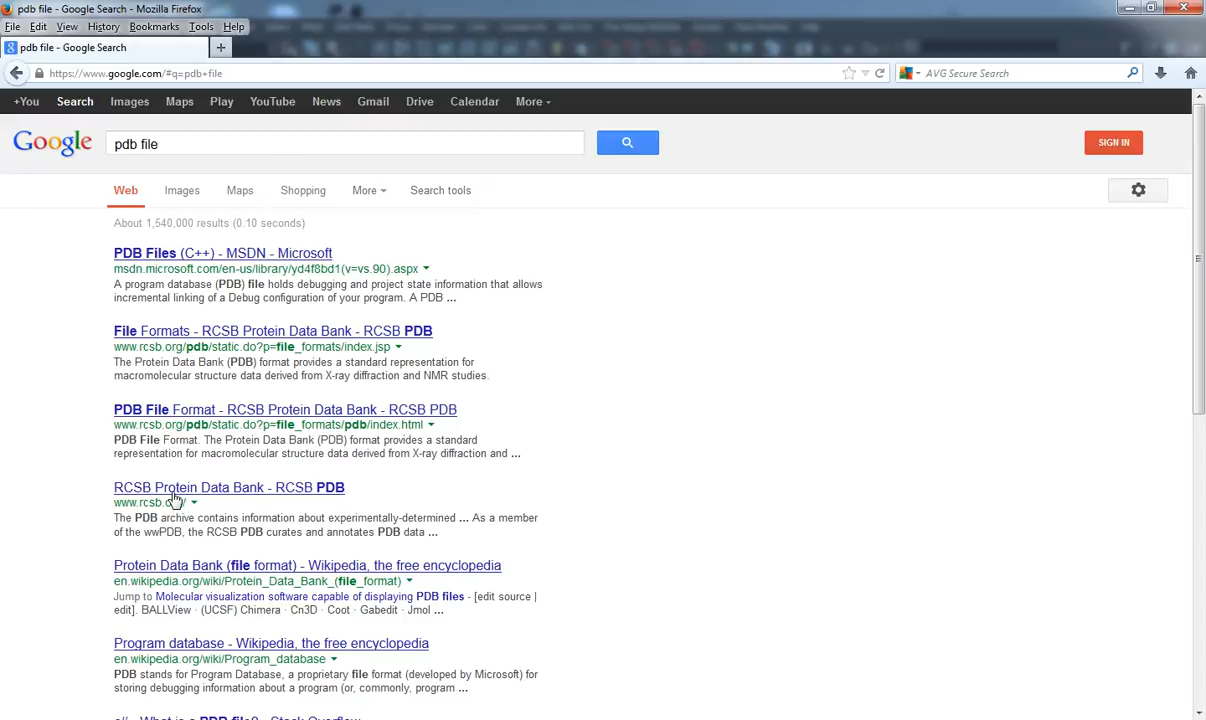 pdb file - Google Search - Mozilla Firefox
File Edit View History Bookmarks Tools Help
pdb file - Google Search
https://www.google.com/#q=pdb+file
AVG Secure Search
+You Search Images Maps Play YouTube News Gmail Drive Calendar More
Google
pdb file
SIGN IN
Web Images Maps Shopping More Search tools
About 1,540,000 results (0.10 seconds)
PDB Files (C++) - MSDN - Microsoft
msdn.microsoft.com/en-us/library/yd4f8bd1(v=vs.90).aspx
A program database (PDB) file holds debugging and project state information that allows
incremental linking of a Debug configuration of your program. A PDB ...
File Formats - RCSB Protein Data Bank - RCSB PDB
www.rcsb.org/pdb/static.do?p=file_formats/index.jsp
The Protein Data Bank (PDB) format provides a standard representation for
macromolecular structure data derived from X-ray diffraction and NMR studies.
PDB File Format - RCSB Protein Data Bank - RCSB PDB
www.rcsb.org/pdb/static.do?p=file_formats/pdb/index.html
PDB File Format. The Protein Data Bank (PDB) format provides a standard
representation for macromolecular structure data derived from X-ray diffraction and ...
RCSB Protein Data Bank - RCSB PDB
The PDB archive contains information about experimentally-determined ... As a member
of the wwPDB, the RCSB PDB curates and annotates PDB data ...
Protein Data Bank (file format) - Wikipedia, the free encyclopedia
en.wikipedia.org/wiki/Protein_Data_Bank_(file_format)
Jump to Molecular visualization software capable of displaying PDB files - [edit source |
edit]. BALLView · (UCSF) Chimera · Cn3D · Coot · Gabedit · Jmol ...
Program database - Wikipedia, the free encyclopedia
en.wikipedia.org/wiki/Program_database
PDB stands for Program Database, a proprietary file format (developed by Microsoft) for
storing debugging information about a program (or, commonly, program ...
What is a PDB file? - Stack Overflow